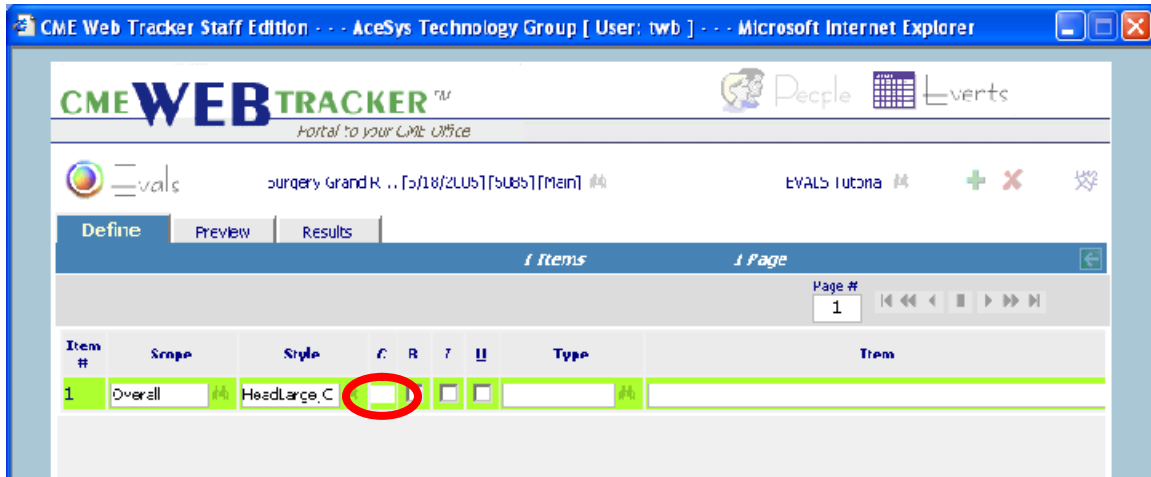 CME Web Tracker Staff Edition - - - AceSys Technology Group [ User: twb ] - - - Microsoft Internet Explorer
CMEWEBTRACKER TM
Portal to your CME Office
People Events
Evals Surgery Grand R... [5/18/2005] [5085] [Main] EVALS Tutorial
Define Preview Results
1 Items 1 Page
Page #
1
Item # Scope Style C B I U Type Item
1 Overall HeadLarge,C